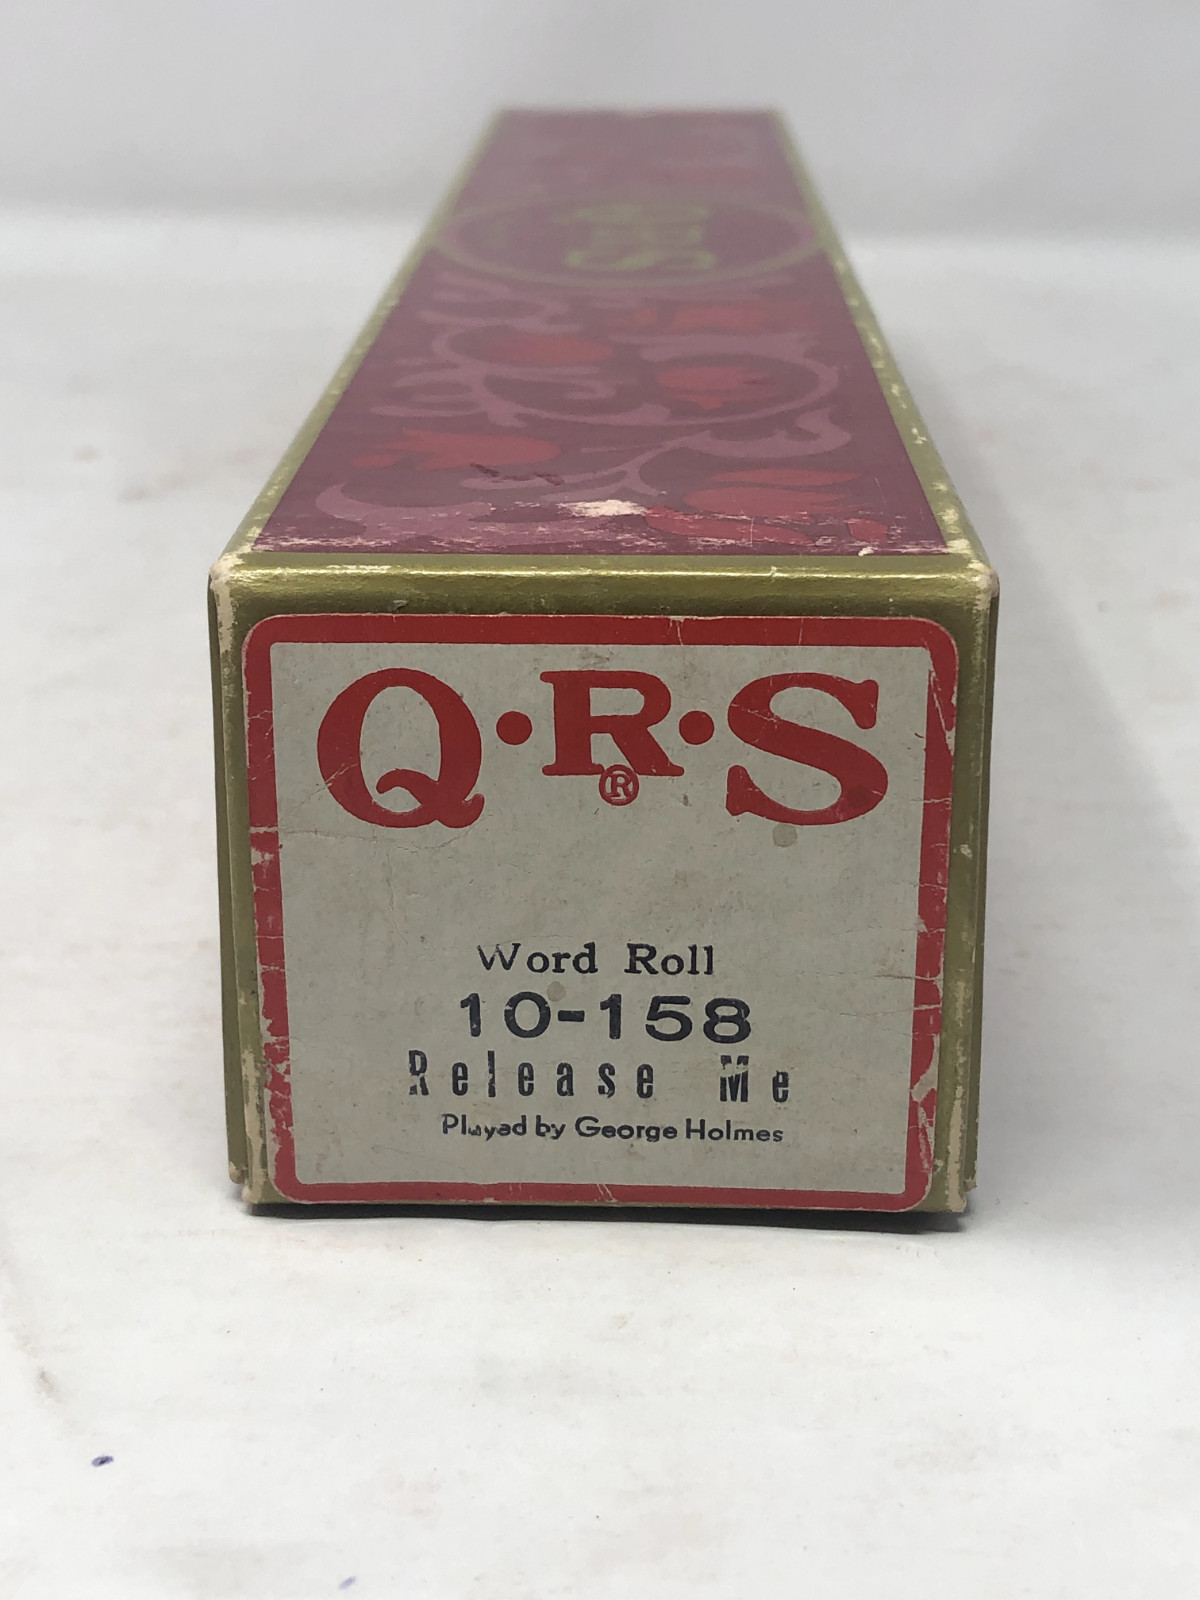 Q·R·S
®
Word Roll
10-158
Release Me
Played by George Holmes